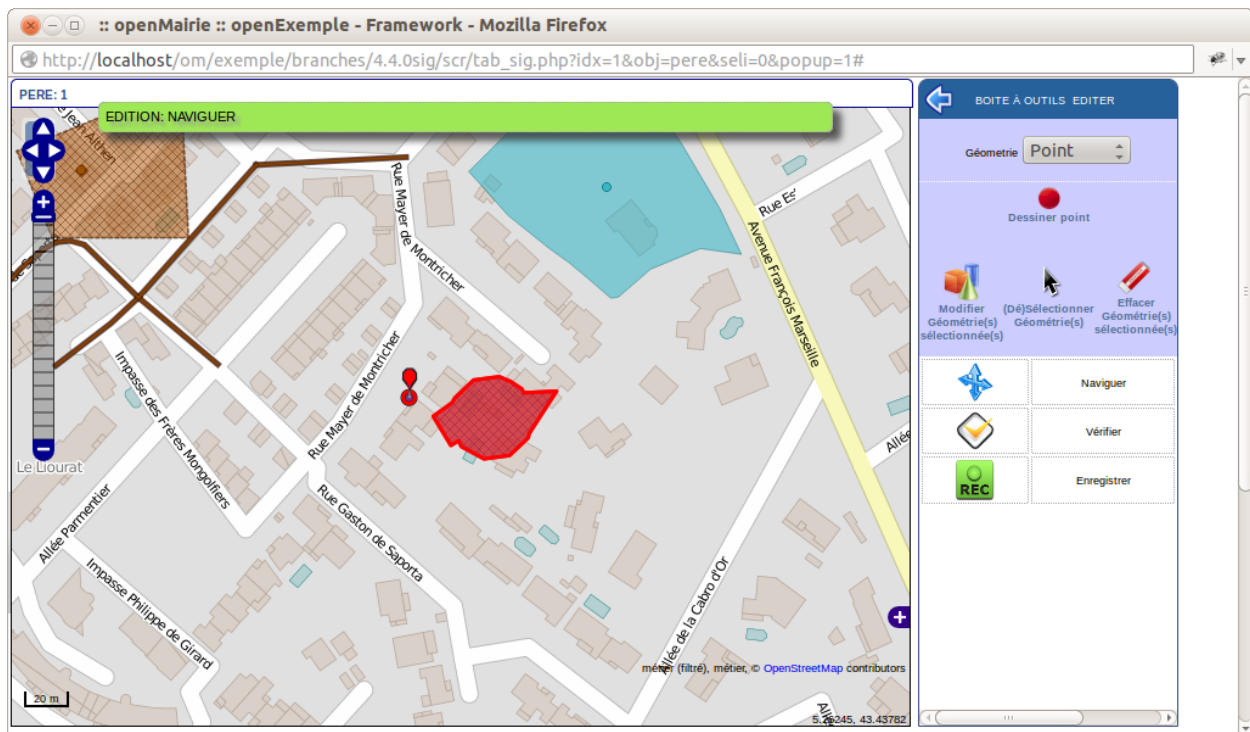 :: openMairie :: openExemple - Framework - Mozilla Firefox
http://localhost/om/exemple/branches/4.4.0sig/scr/tab_sig.php?idx=1&obj=pere&seli=0&popup=1#
PERE: 1
EDITION: NAVIGUER
BOITE À OUTILS EDITER
Géometrie Point
Dessiner point
Modifier
Géométrie(s)
sélectionnée(s)
(Dé)Sélectionner
Géométrie(s)
Effacer
Géométrie(s)
sélectionnée(s)
Naviguer
Vérifier
REC
Enregistrer
Jean Althen
Rue Mayer de Montricher
Avenue François Marseille
Rue Mayer de Montricher
Impasse des Frères Mongolfiers
Le Liourat
Allée Parmentier
Rue Gaston de Saporta
Impasse Philippe de Girard
Allée de la Cabro d'Or
métier (filtré), métier, © OpenStreetMap contributors
20 m
43.43782